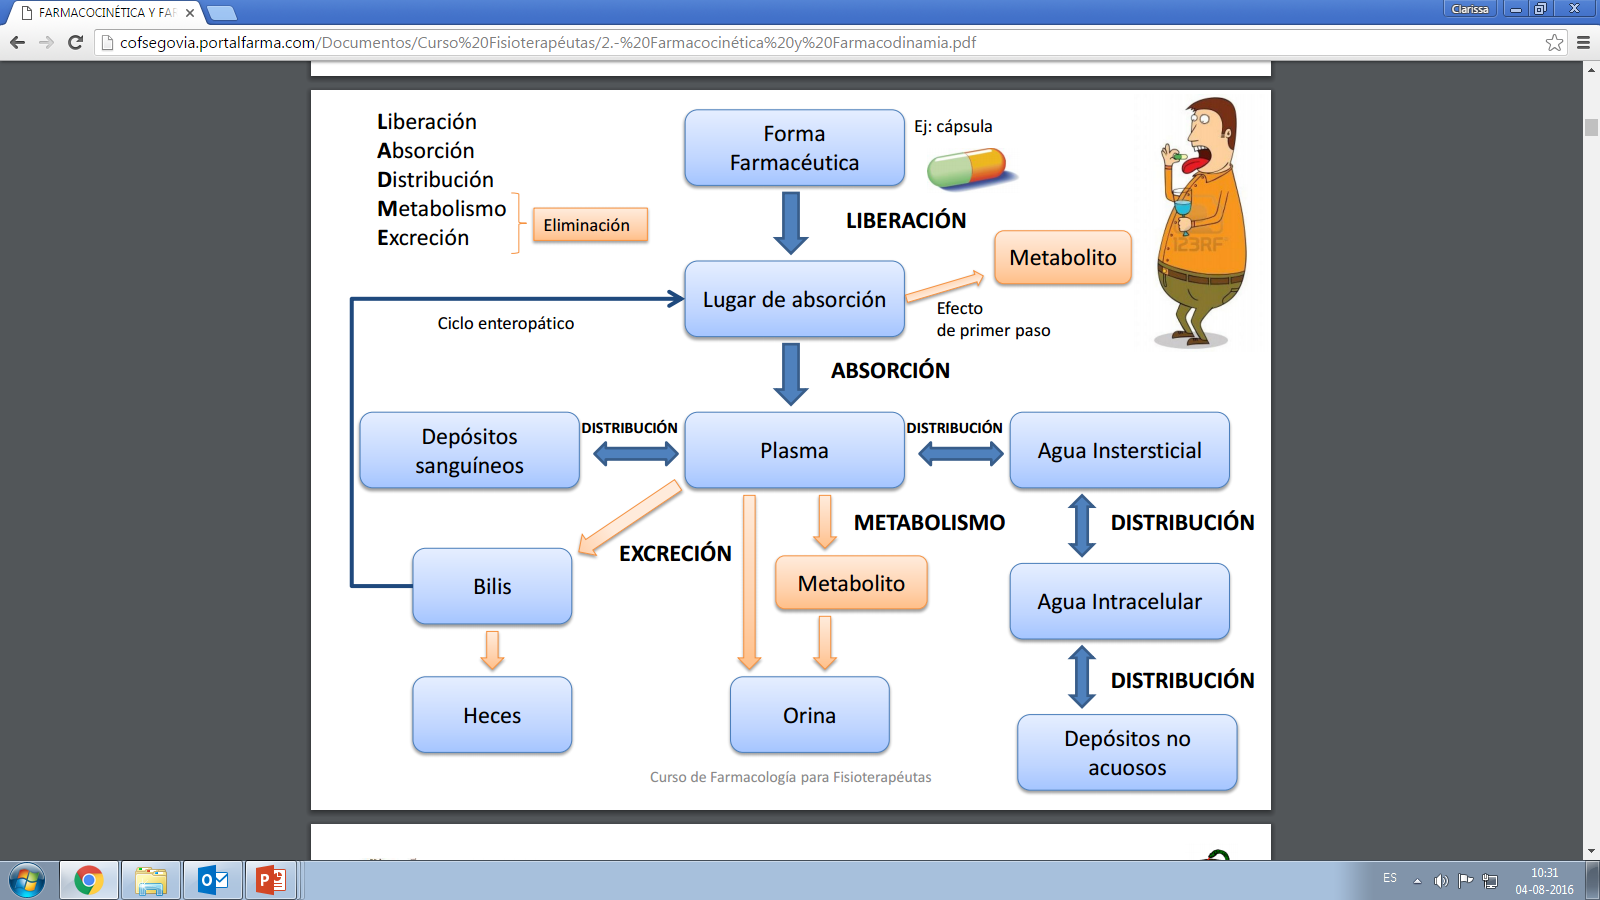 FARMACOCINÉTICA Y FAR
Clarissa
cofsegovia.portalfarma.com/Documentos/Curso%20Fisioterapéutas/2.-%20Farmacocinética%20y%20Farmacodinamia.pdf
Liberación
Absorción
Distribución
Metabolismo
Excreción
Eliminación
Forma
Farmacéutica
Ej: cápsula
LIBERACIÓN
Metabolito
123RF
Lugar de absorción
Efecto
de primer paso
Ciclo enteropático
ABSORCIÓN
Depósitos
sanguíneos
DISTRIBUCIÓN
Plasma
DISTRIBUCIÓN
Agua Instersticial
METABOLISMO
DISTRIBUCIÓN
EXCRECIÓN
Bilis
Metabolito
Agua Intracelular
DISTRIBUCIÓN
Heces
Orina
Depósitos no
acuosos
Curso de Farmacología para Fisioterapéutas
ES
10:31
04-08-2016